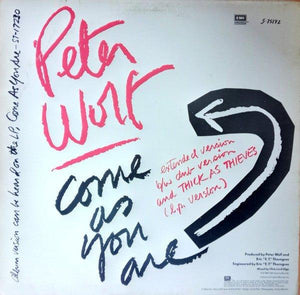 Album version can be heard on the LP, Come As You Are - ST-17230
EMI
Peter
Wolf
come
as
you
are
extended version
b/w dub version
and THICK AS THIEVES
(l.p. version)
Produced by Peter Wolf and
Eric "E.T." Thorngren
Engineered by Eric "E.T." Thorngren